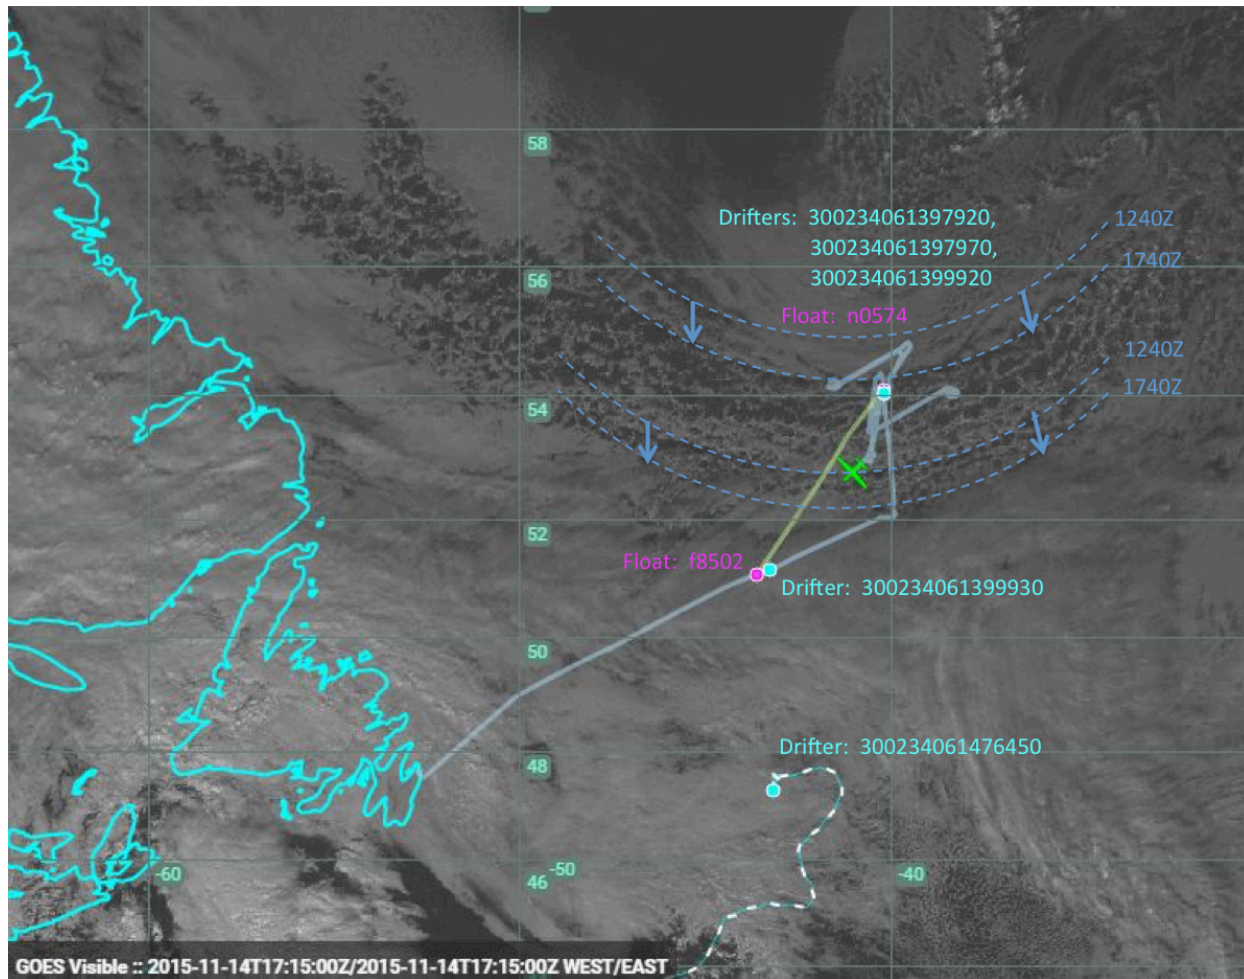 58
Drifters: 300234061397920,
300234061397970,
300234061399920
1240Z
1740Z
56
Float: n0574
1240Z
1740Z
54
52
Float: f8502
Drifter: 300234061399930
50
Drifter: 300234061476450
48
-60
46
-50
-40
GOES Visible :: 2015-11-14T17:15:00Z/2015-11-14T17:15:00Z WEST/EAST